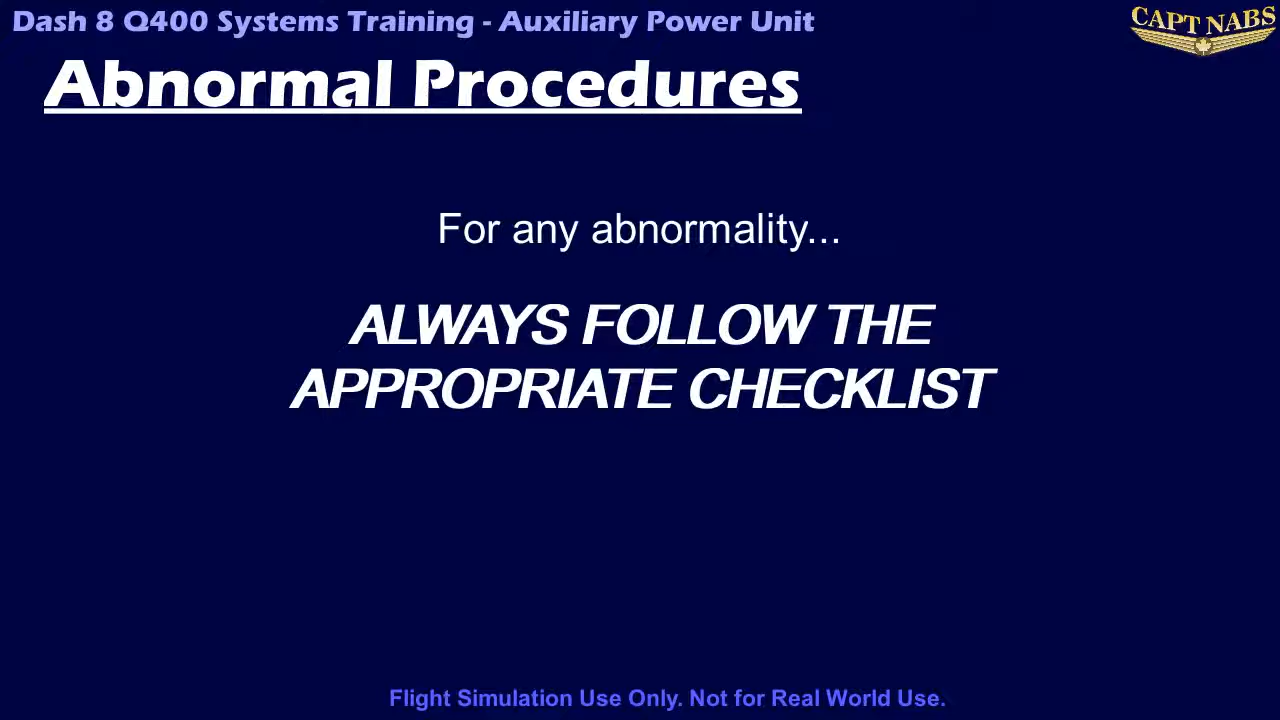 Dash 8 Q400 Systems Training - Auxiliary Power Unit
CAPT NABS
Abnormal Procedures
For any abnormality...
ALWAYS FOLLOW THE
APPROPRIATE CHECKLIST
Flight Simulation Use Only. Not for Real World Use.